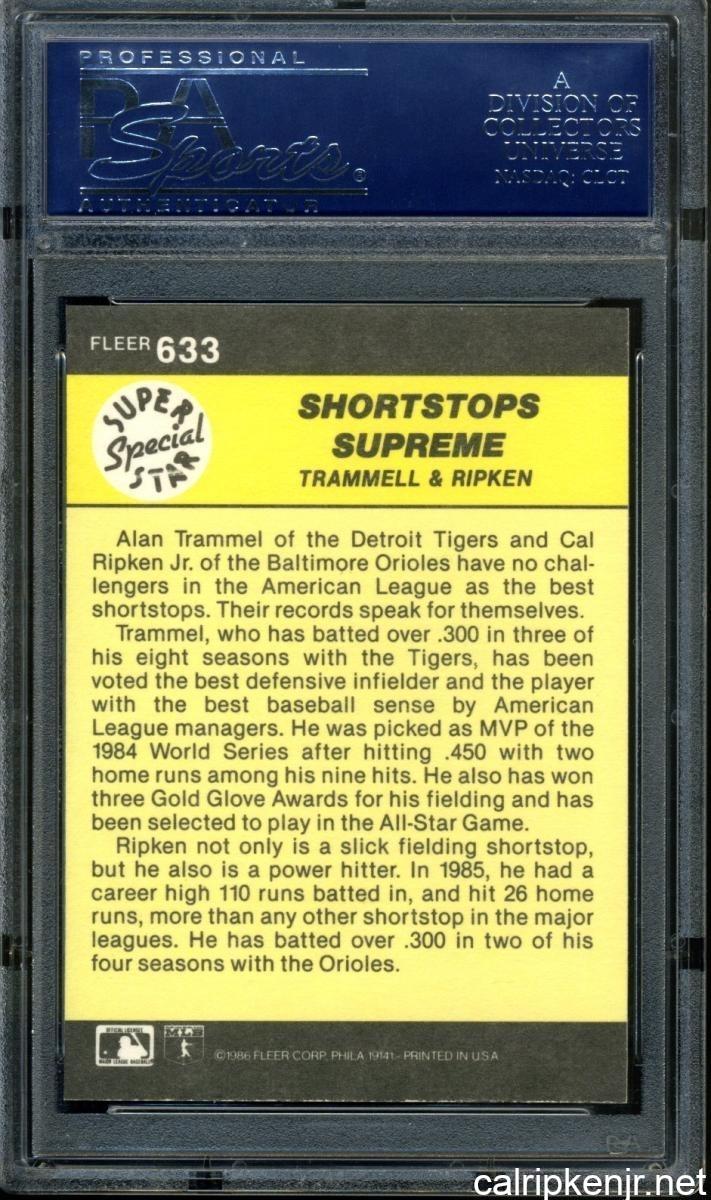 PROFESSIONAL
PSA
Sports®
AUTHENTICATOR
A
DIVISION OF
COLLECTORS
UNIVERSE
NASDAQ: CLCT
FLEER 633
SUPER
Special
STAR
SHORTSTOPS
SUPREME
TRAMMELL & RIPKEN
Alan Trammel of the Detroit Tigers and Cal
Ripken Jr. of the Baltimore Orioles have no chal-
lengers in the American League as the best
shortstops. Their records speak for themselves.
Trammel, who has batted over .300 in three of
his eight seasons with the Tigers, has been
voted the best defensive infielder and the player
with the best baseball sense by American
League managers. He was picked as MVP of the
1984 World Series after hitting .450 with two
home runs among his nine hits. He also has won
three Gold Glove Awards for his fielding and has
been selected to play in the All-Star Game.
Ripken not only is a slick fielding shortstop,
but he also is a power hitter. In 1985, he had a
career high 110 runs batted in, and hit 26 home
runs, more than any other shortstop in the major
leagues. He has batted over .300 in two of his
four seasons with the Orioles.
OFFICIAL LICENSEE
MAJOR LEAGUE BASEBALL
©1986 FLEER CORP. PHILA. 19141 - PRINTED IN U.S.A
PSA
calripkenjr.net